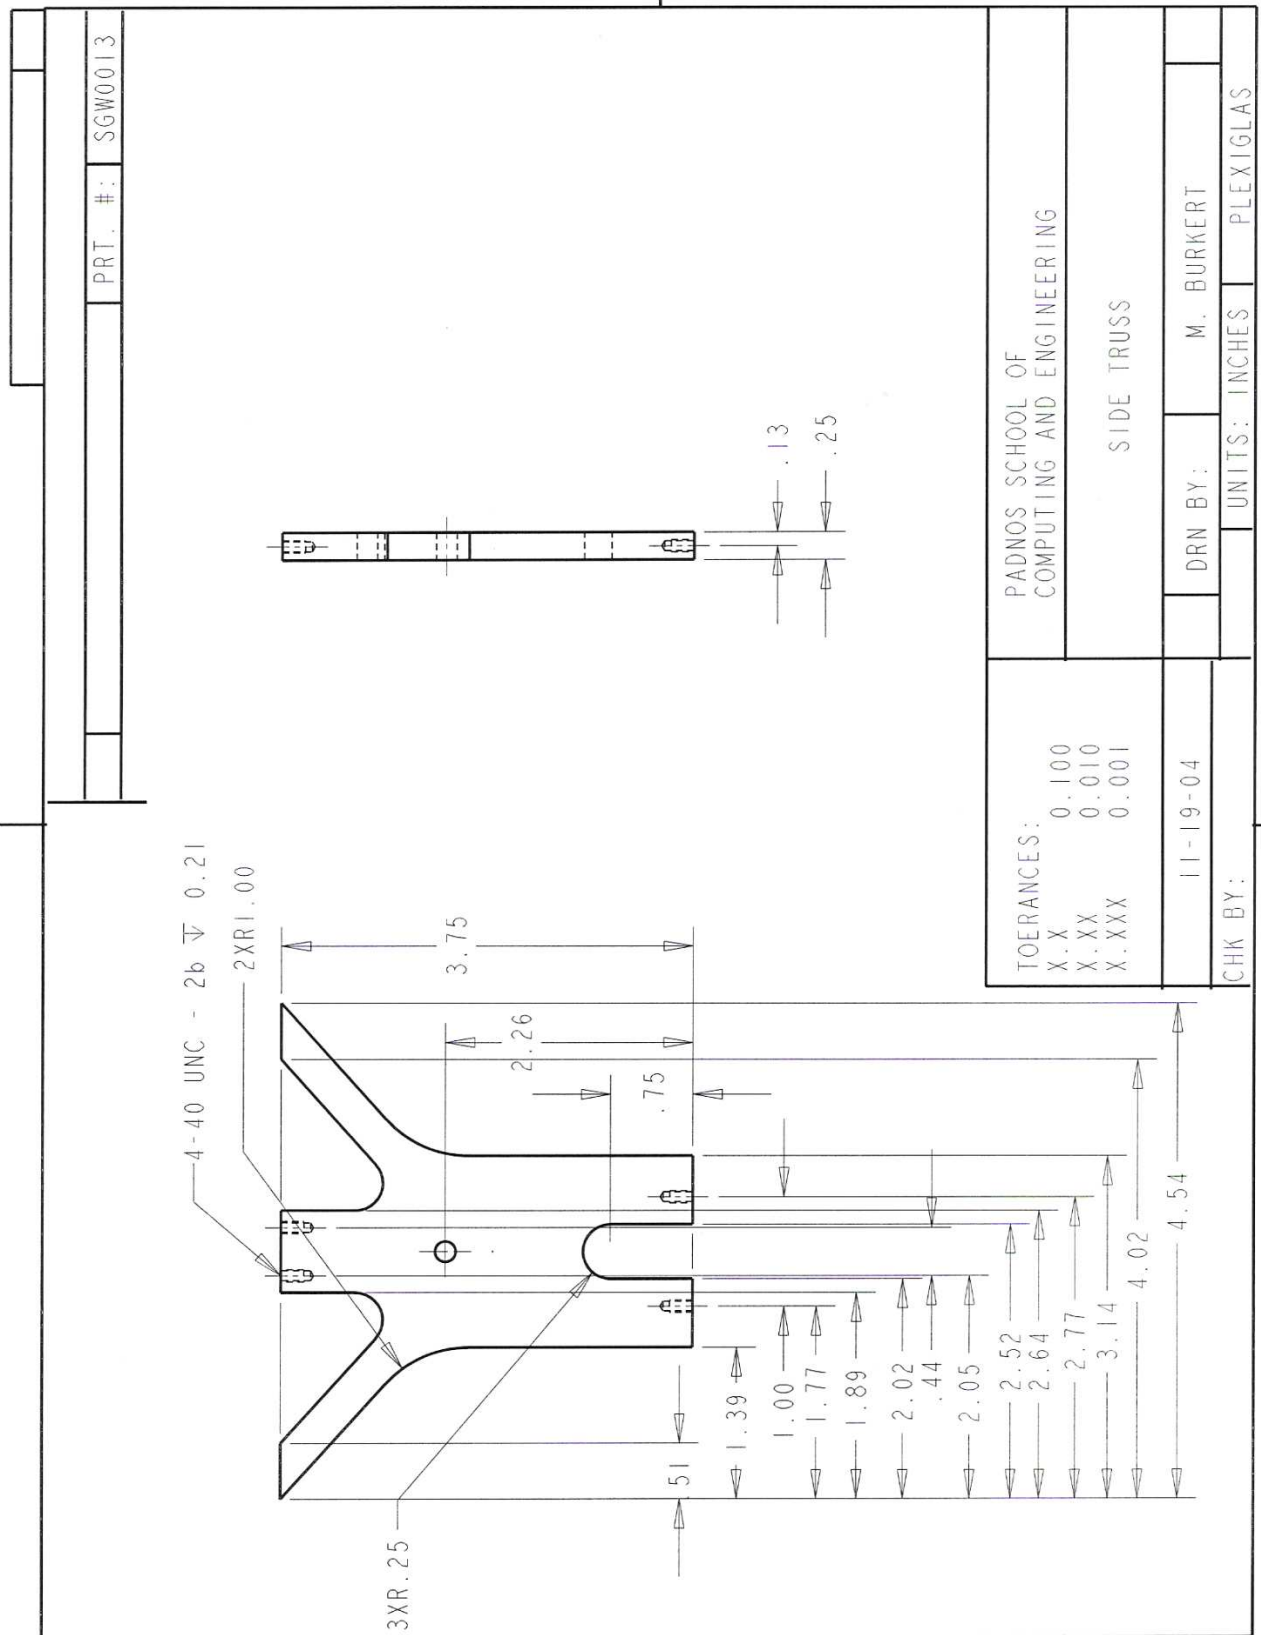 PRT. #: SGW0013
4-40 UNC - 2b ↧ 0.21
2XR1.00
3.75
2.26
.75
3XR.25
.51
1.39
1.00
1.77
1.89
2.02
.44
2.05
2.52
2.64
2.77
3.14
4.02
4.54
.13
.25
TOERANCES:
X.X 0.100
X.XX 0.010
X.XXX 0.001
11-19-04
CHK BY:
PADNOS SCHOOL OF
COMPUTING AND ENGINEERING
SIDE TRUSS
DRN BY: M. BURKERT
UNITS: INCHES PLEXIGLAS